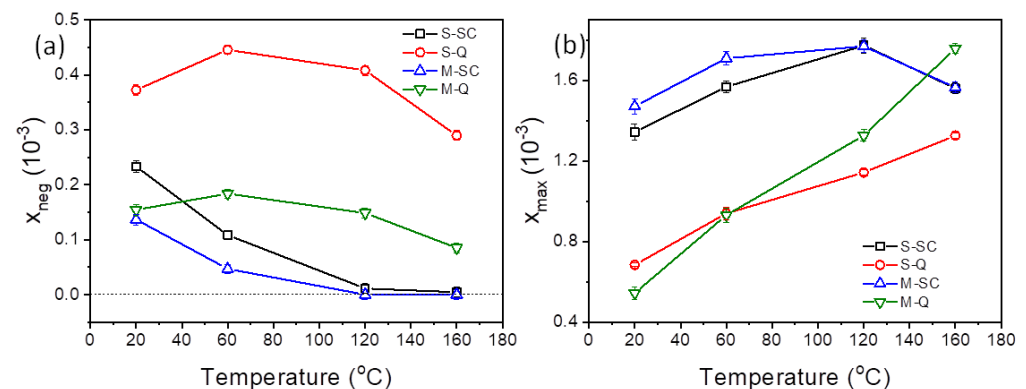 (a)
S-SC
S-Q
M-SC
M-Q
0.5
0.4
0.3
0.2
0.1
0.0
x_neg (10^-3)
0 20 40 60 80 100 120 140 160 180
Temperature (°C)
(b)
1.6
1.2
0.8
0.4
x_max (10^-3)
S-SC
S-Q
M-SC
M-Q
0 20 40 60 80 100 120 140 160 180
Temperature (°C)